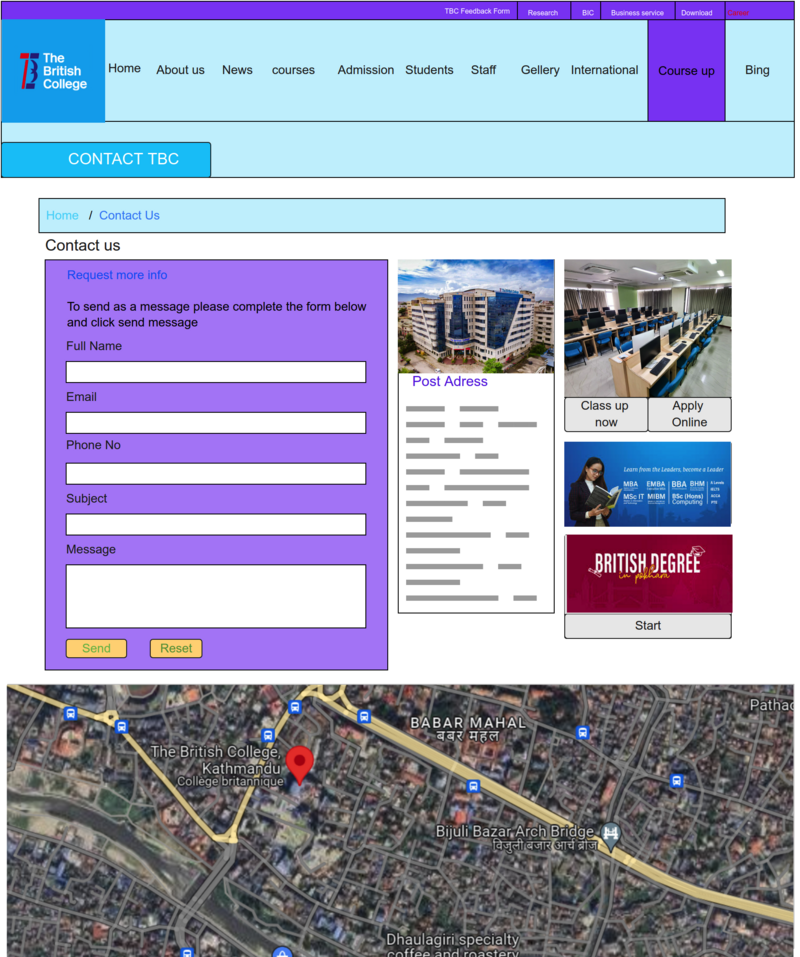 TBC Feedback Form
Research
BIC
Business service
Download
Career
The
British
College
Home
About us
News
courses
Admission
Students
Staff
Gellery
International
Course up
Bing
CONTACT TBC
Home / Contact Us
Contact us
Request more info
To send as a message please complete the form below
and click send message
Full Name
Email
Phone No
Subject
Message
Send
Reset
Post Adress
Class up
now
Apply
Online
Learn from the Leaders, become a Leader
MBA
EMBA
BBA
BHM
A Levels
MSc IT
MIBM
BSc (Hons)
Computing
ACCA
BRITISH DEGREE
in pokhara
Start
Pathao
BABAR MAHAL
बबर महल
The British College,
Kathmandu
Collège britannique
Bijuli Bazar Arch Bridge
विजुली बजार आर्च ब्रीज
Dhaulagiri specialty
coffee and roastery